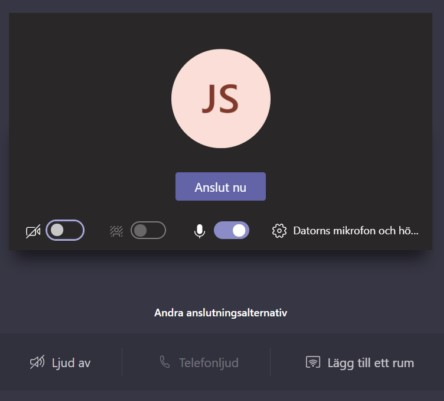 JS
Anslut nu
Datorns mikrofon och hö...
Andra anslutningsalternativ
Ljud av
Telefonljud
Lägg till ett rum